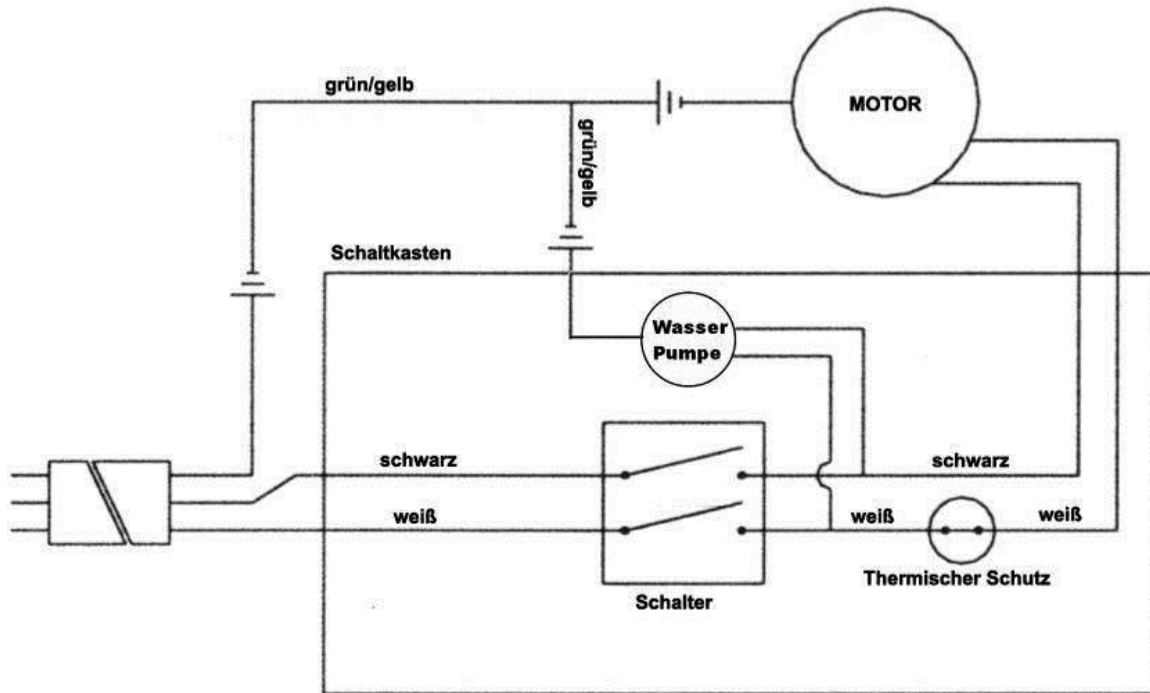 MOTOR
grün/gelb
grün/gelb
Schaltkasten
Wasser
Pumpe
schwarz
schwarz
weiß
weiß
weiß
Thermischer Schutz
Schalter